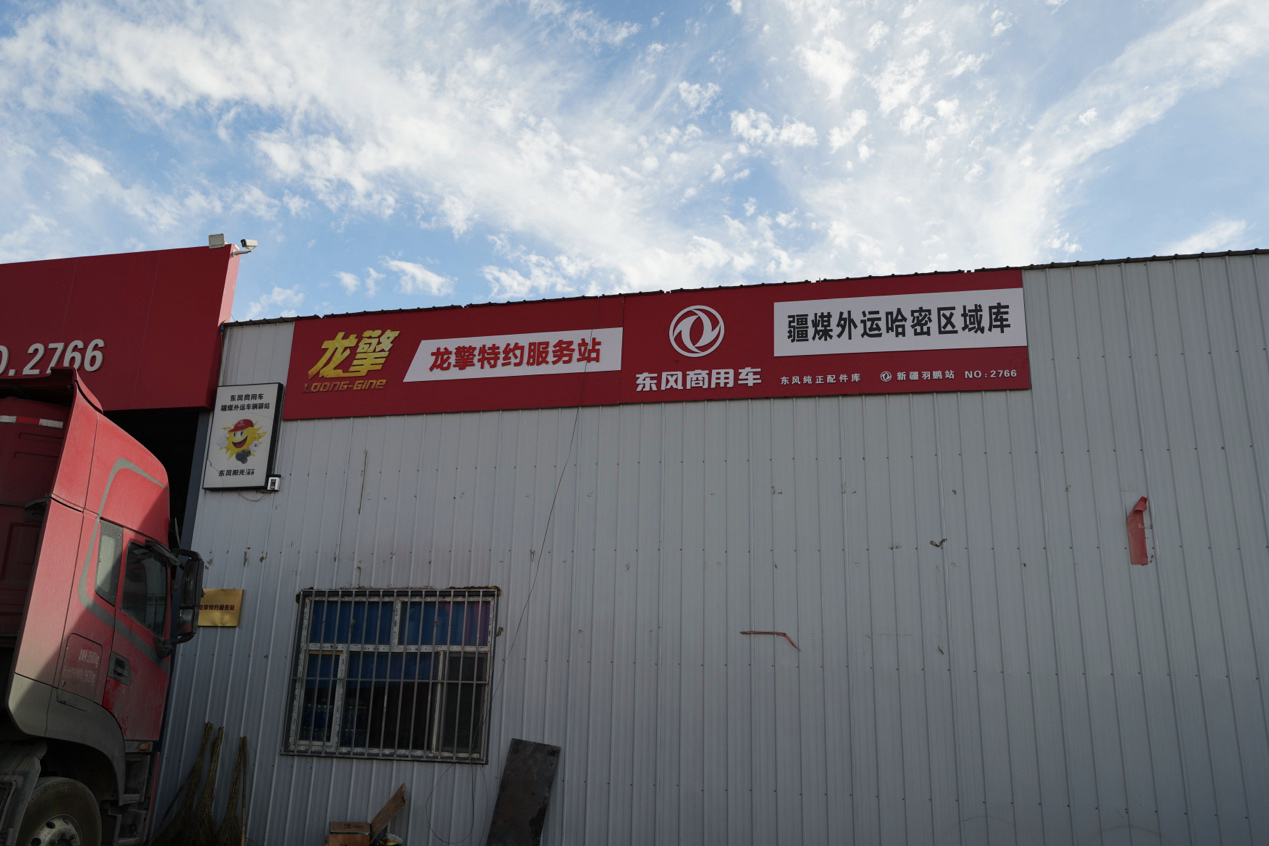 2766
龙擎
LOONG-GINE
龙擎特约服务站
东风商用车
疆煤外运哈密区域库
东风纯正配件库
新疆羽鹏站 NO:2766
东风商用车
疆煤外运车辆驿站
东风阳光
特约服务站